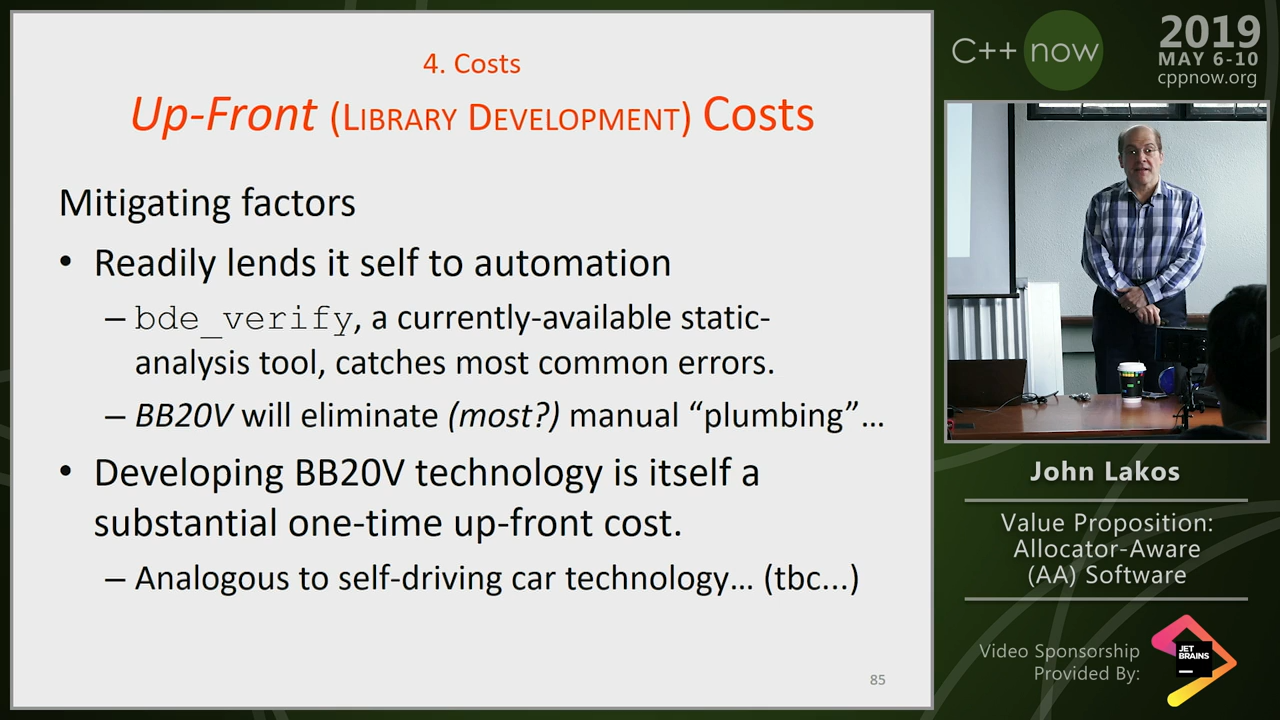 4. Costs
Up-Front (LIBRARY DEVELOPMENT) Costs
Mitigating factors
• Readily lends it self to automation
– bde_verify, a currently-available static-
analysis tool, catches most common errors.
– BB20V will eliminate (most?) manual “plumbing”…
• Developing BB20V technology is itself a
substantial one-time up-front cost.
– Analogous to self-driving car technology… (tbc...)
85
C++ now
2019
MAY 6-10
cppnow.org
John Lakos
Value Proposition:
Allocator-Aware
(AA) Software
Video Sponsorship
Provided By:
JET
BRAINS